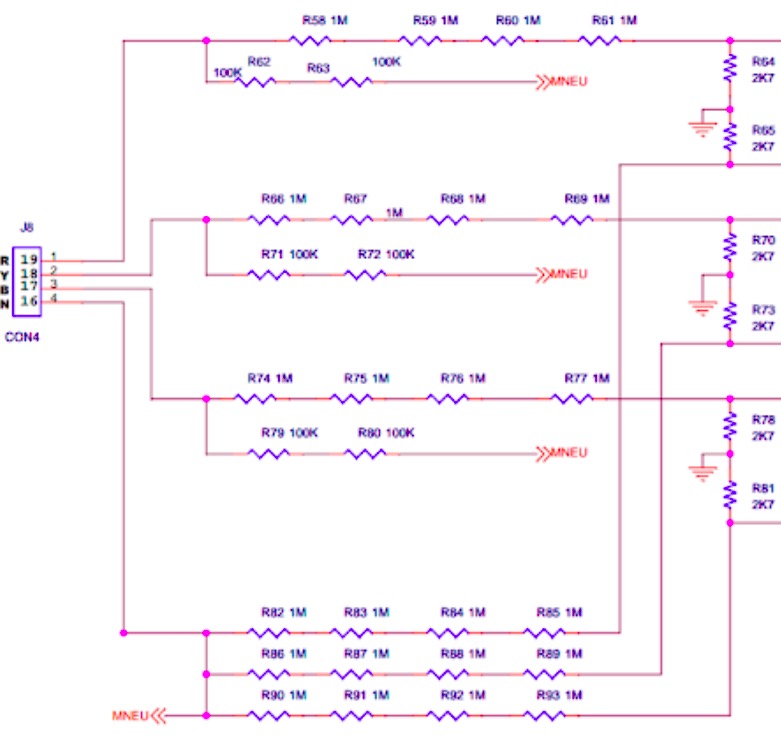 R58 1M R59 1M R60 1M R61 1M
R62 R63 100K R64
100K MNEU 2K7
R65
2K7
R66 1M R67 R68 1M R69 1M
1M
J8
R70
R 19 1 R71 100K R72 100K 2K7
Y 18 2 MNEU
B 17 3
N 16 4 R73
2K7
CON4
R74 1M R75 1M R76 1M R77 1M
R78
R79 100K R80 100K 2K7
MNEU
R81
2K7
R82 1M R83 1M R84 1M R85 1M
R86 1M R87 1M R88 1M R89 1M
R90 1M R91 1M R92 1M R93 1M
MNEU